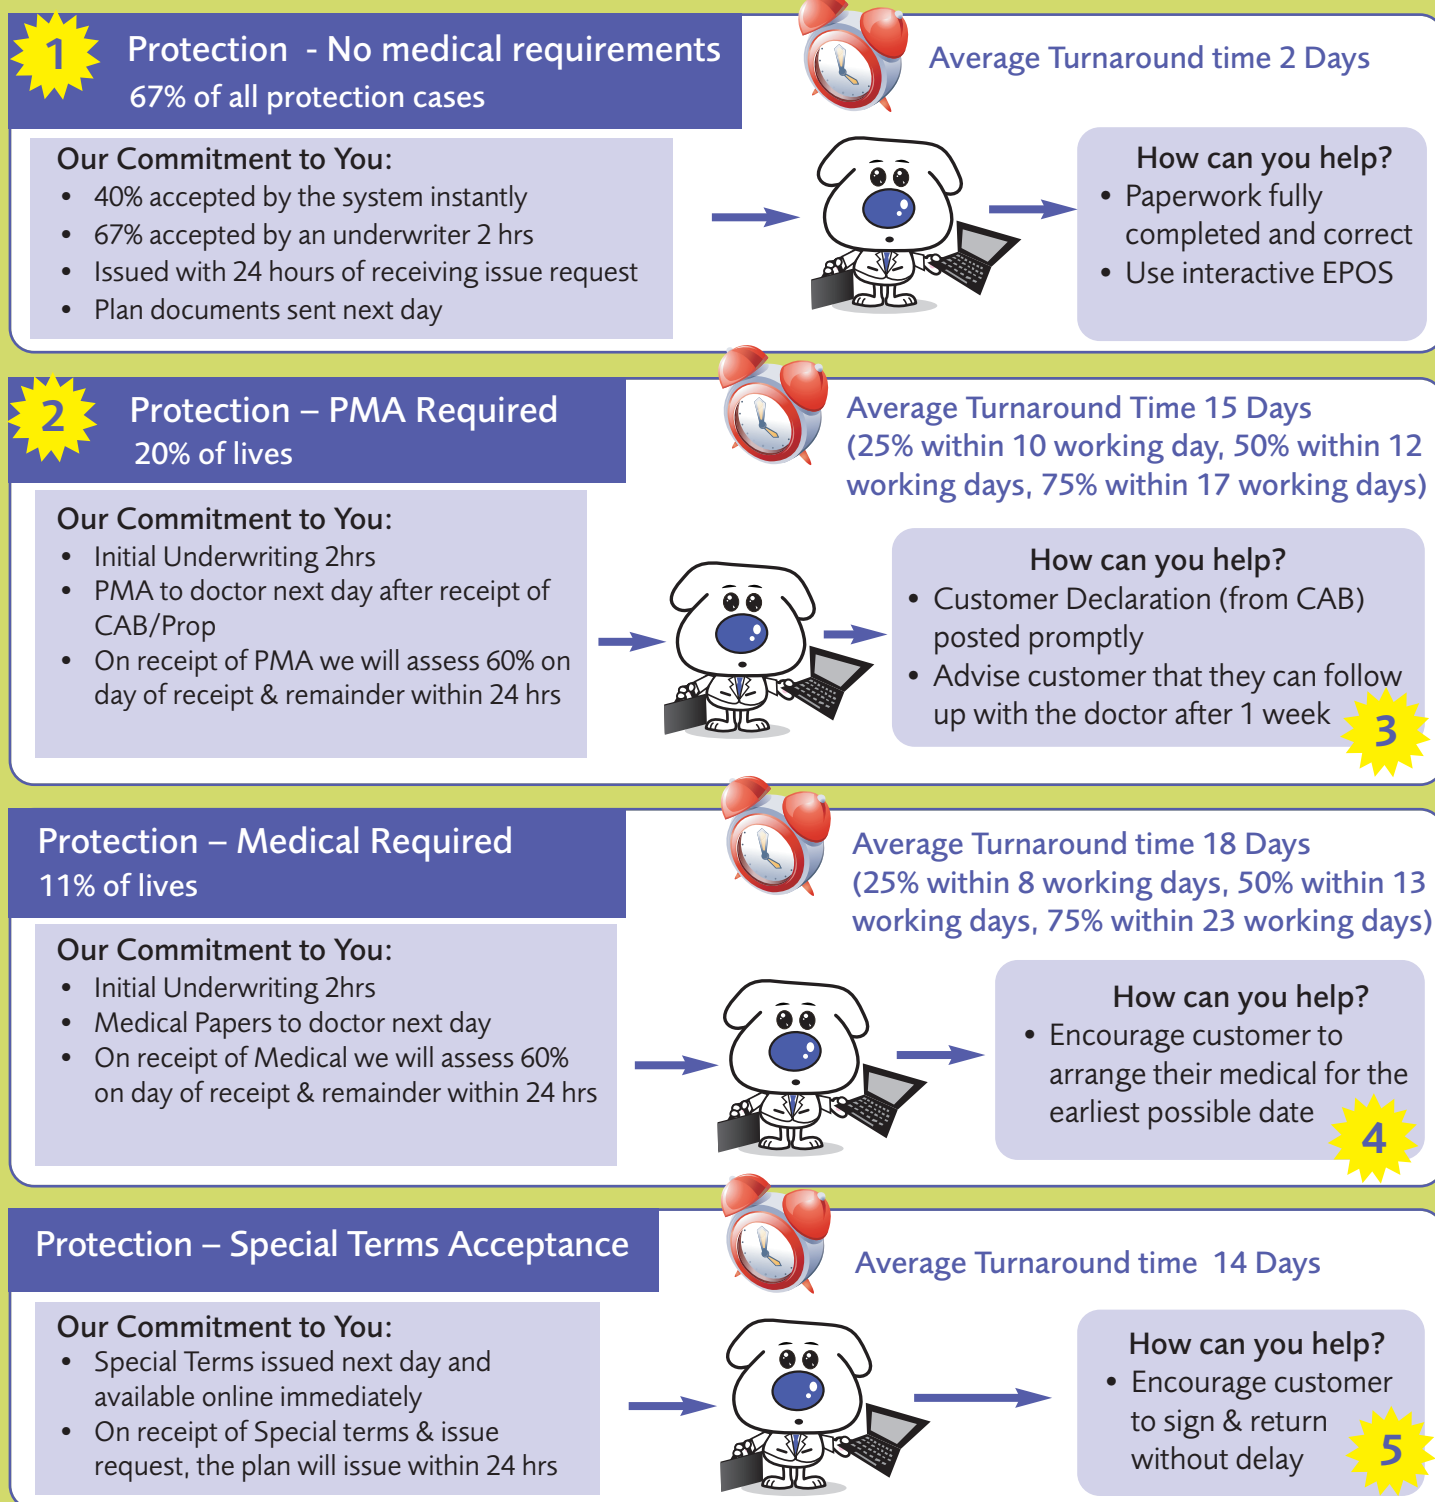 1
Protection - No medical requirements
67% of all protection cases
Average Turnaround time 2 Days
Our Commitment to You:
• 40% accepted by the system instantly
• 67% accepted by an underwriter 2 hrs
• Issued with 24 hours of receiving issue request
• Plan documents sent next day
How can you help?
• Paperwork fully
completed and correct
• Use interactive EPOS
2
Protection – PMA Required
20% of lives
Average Turnaround Time 15 Days
(25% within 10 working day, 50% within 12
working days, 75% within 17 working days)
Our Commitment to You:
• Initial Underwriting 2hrs
• PMA to doctor next day after receipt of
CAB/Prop
• On receipt of PMA we will assess 60% on
day of receipt & remainder within 24 hrs
How can you help?
• Customer Declaration (from CAB)
posted promptly
• Advise customer that they can follow
up with the doctor after 1 week
3
Protection – Medical Required
11% of lives
Average Turnaround time 18 Days
(25% within 8 working days, 50% within 13
working days, 75% within 23 working days)
Our Commitment to You:
• Initial Underwriting 2hrs
• Medical Papers to doctor next day
• On receipt of Medical we will assess 60%
on day of receipt & remainder within 24 hrs
How can you help?
• Encourage customer to
arrange their medical for the
earliest possible date
4
Protection – Special Terms Acceptance
Average Turnaround time 14 Days
Our Commitment to You:
• Special Terms issued next day and
available online immediately
• On receipt of Special terms & issue
request, the plan will issue within 24 hrs
How can you help?
• Encourage customer
to sign & return
without delay
5